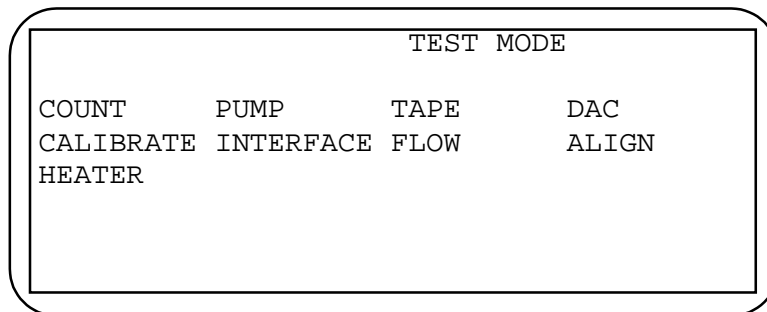 TEST MODE
COUNT PUMP TAPE DAC
CALIBRATE INTERFACE FLOW ALIGN
HEATER